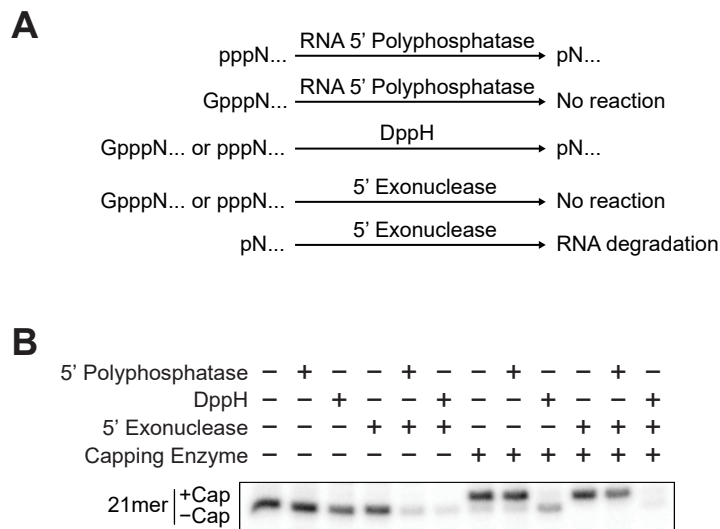 A
pppN... RNA 5' Polyphosphatase pN...
GpppN... RNA 5' Polyphosphatase No reaction
GpppN... or pppN... DppH pN...
GpppN... or pppN... 5' Exonuclease No reaction
pN... 5' Exonuclease RNA degradation
B
5' Polyphosphatase − + − − + − − + − − + −
DppH − − + − − + − − + − − +
5' Exonuclease − − − + + + − − − + + +
Capping Enzyme − − − − − − + + + + + +
21mer +Cap
−Cap